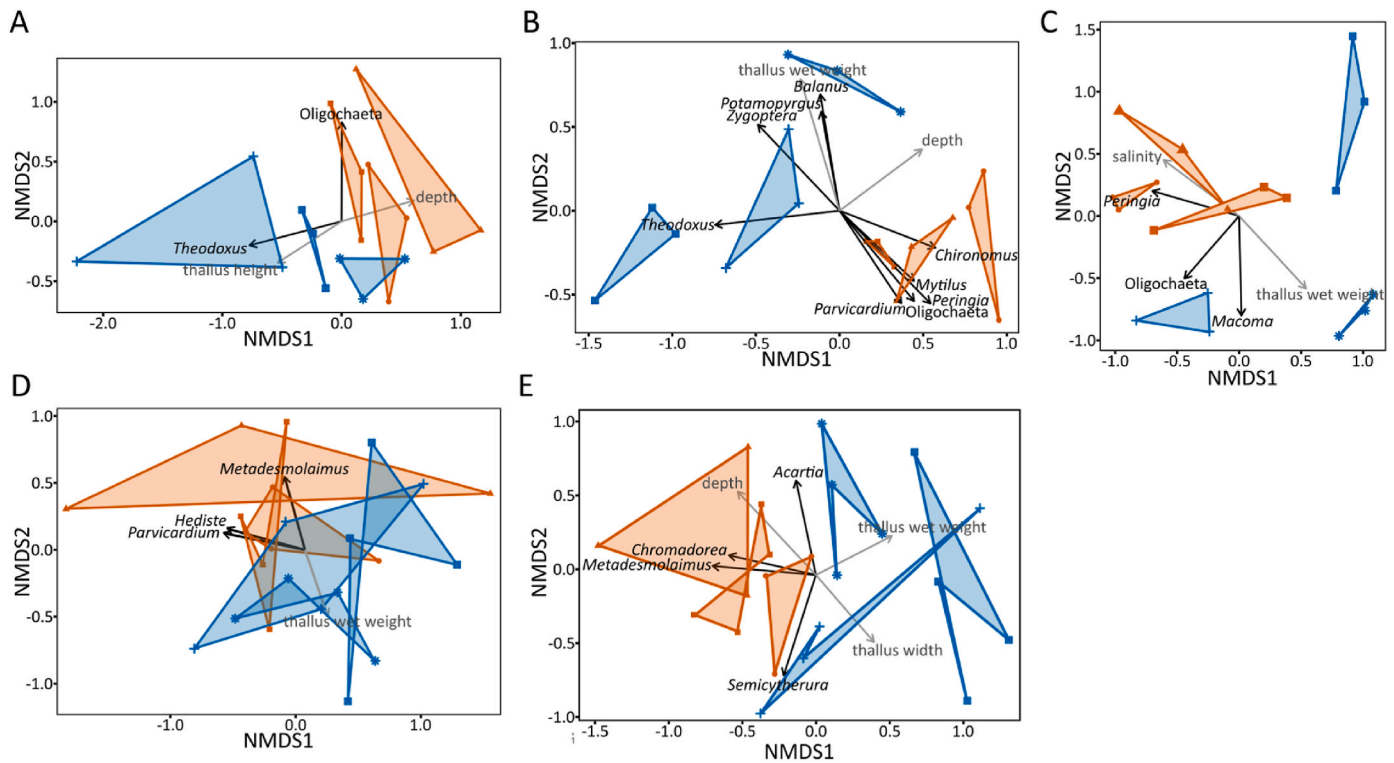 A
1.0
0.5
0.0
-0.5
NMDS2
Oligochaeta
depth
Theodoxus
thallus height
-2.0 -1.0 0.0 1.0
NMDS1
B
1.0
0.5
0.0
-0.5
NMDS2
thallus wet weight
Balanus
Potamopyrgus
Zygoptera
depth
Theodoxus
Chironomus
Mytilus
Peringia
Parvicardium
Oligochaeta
-1.5 -1.0 -0.5 0.0 0.5 1.0
NMDS1
C
1.5
1.0
0.5
0.0
-0.5
-1.0
NMDS2
salinity
Peringia
Oligochaeta
thallus wet weight
Macoma
-1.0 -0.5 0.0 0.5 1.0
NMDS1
D
1.0
0.5
0.0
-0.5
-1.0
NMDS2
Metadesmolaimus
Hediste
Parvicardium
thallus wet weight
-1.0 0.0 1.0
NMDS1
E
1.0
0.5
0.0
-0.5
-1.0
NMDS2
Acartia
depth
thallus wet weight
Chromadorea
Metadesmolaimus
thallus width
Semicytherura
-1.5 -1.0 -0.5 0.0 0.5 1.0
NMDS1